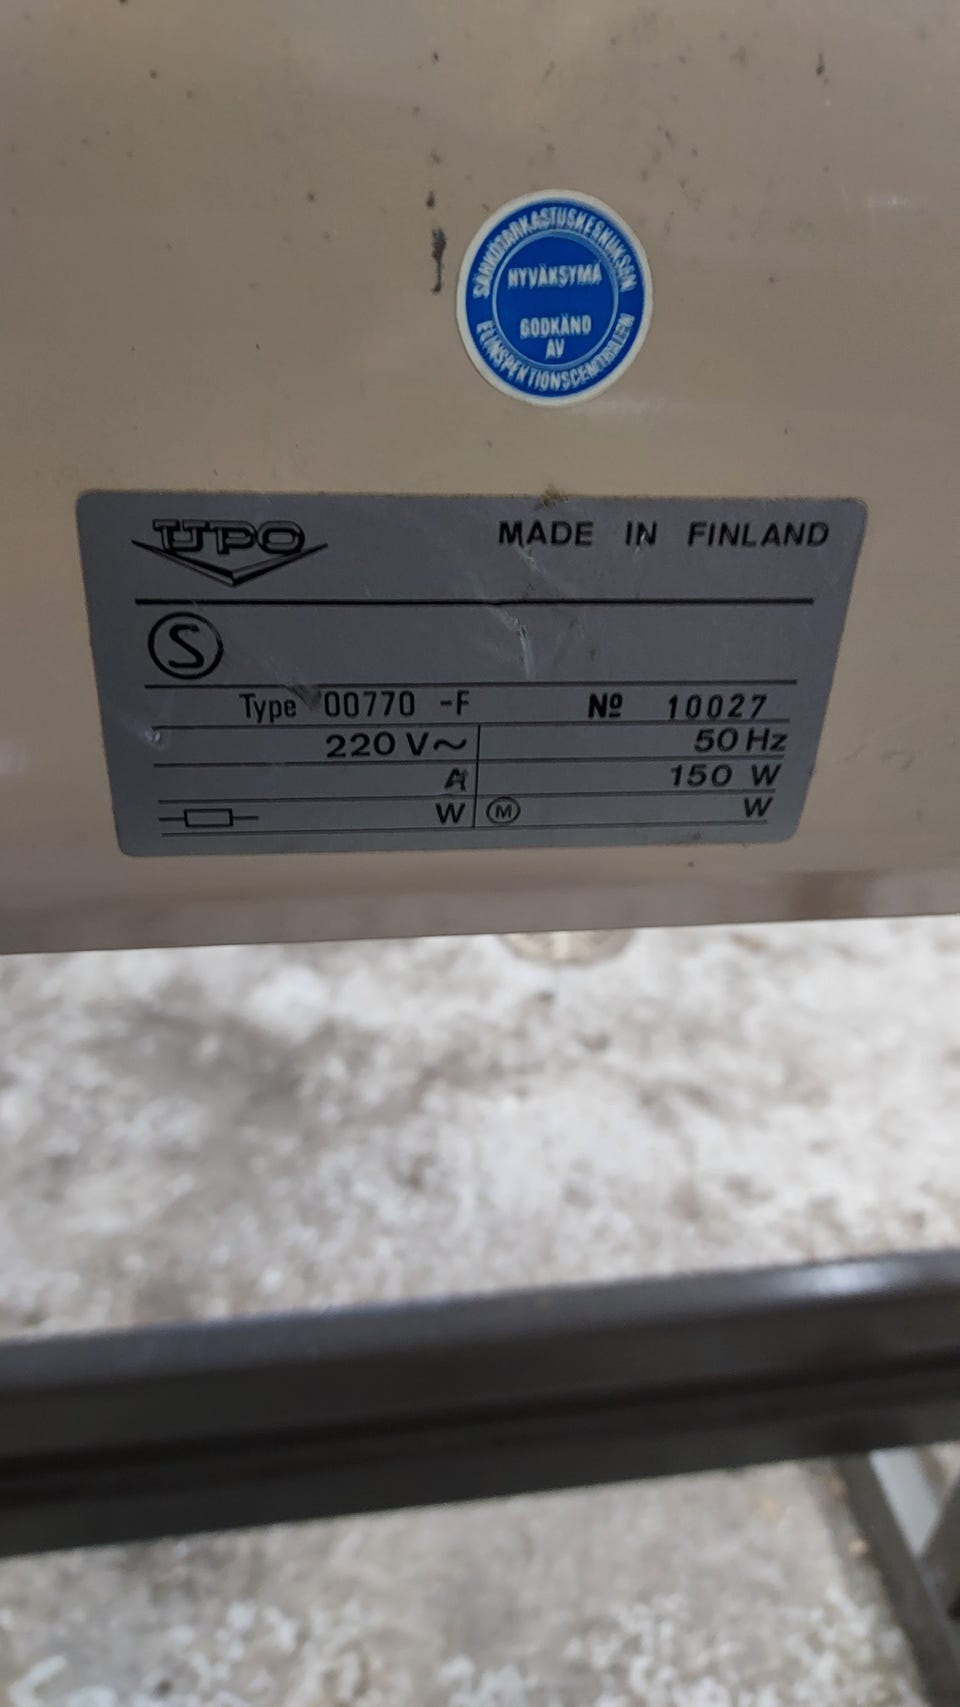 SÄHKÖTARKASTUSKESKUKSEN
HYVÄKSYMÄ
GODKÄND
AV
ELINSPEKTIONSCENTRALEN
UPO
MADE IN FINLAND
S
Type 00770 -F № 10027
220 V~ 50 Hz
A 150 W
W M W